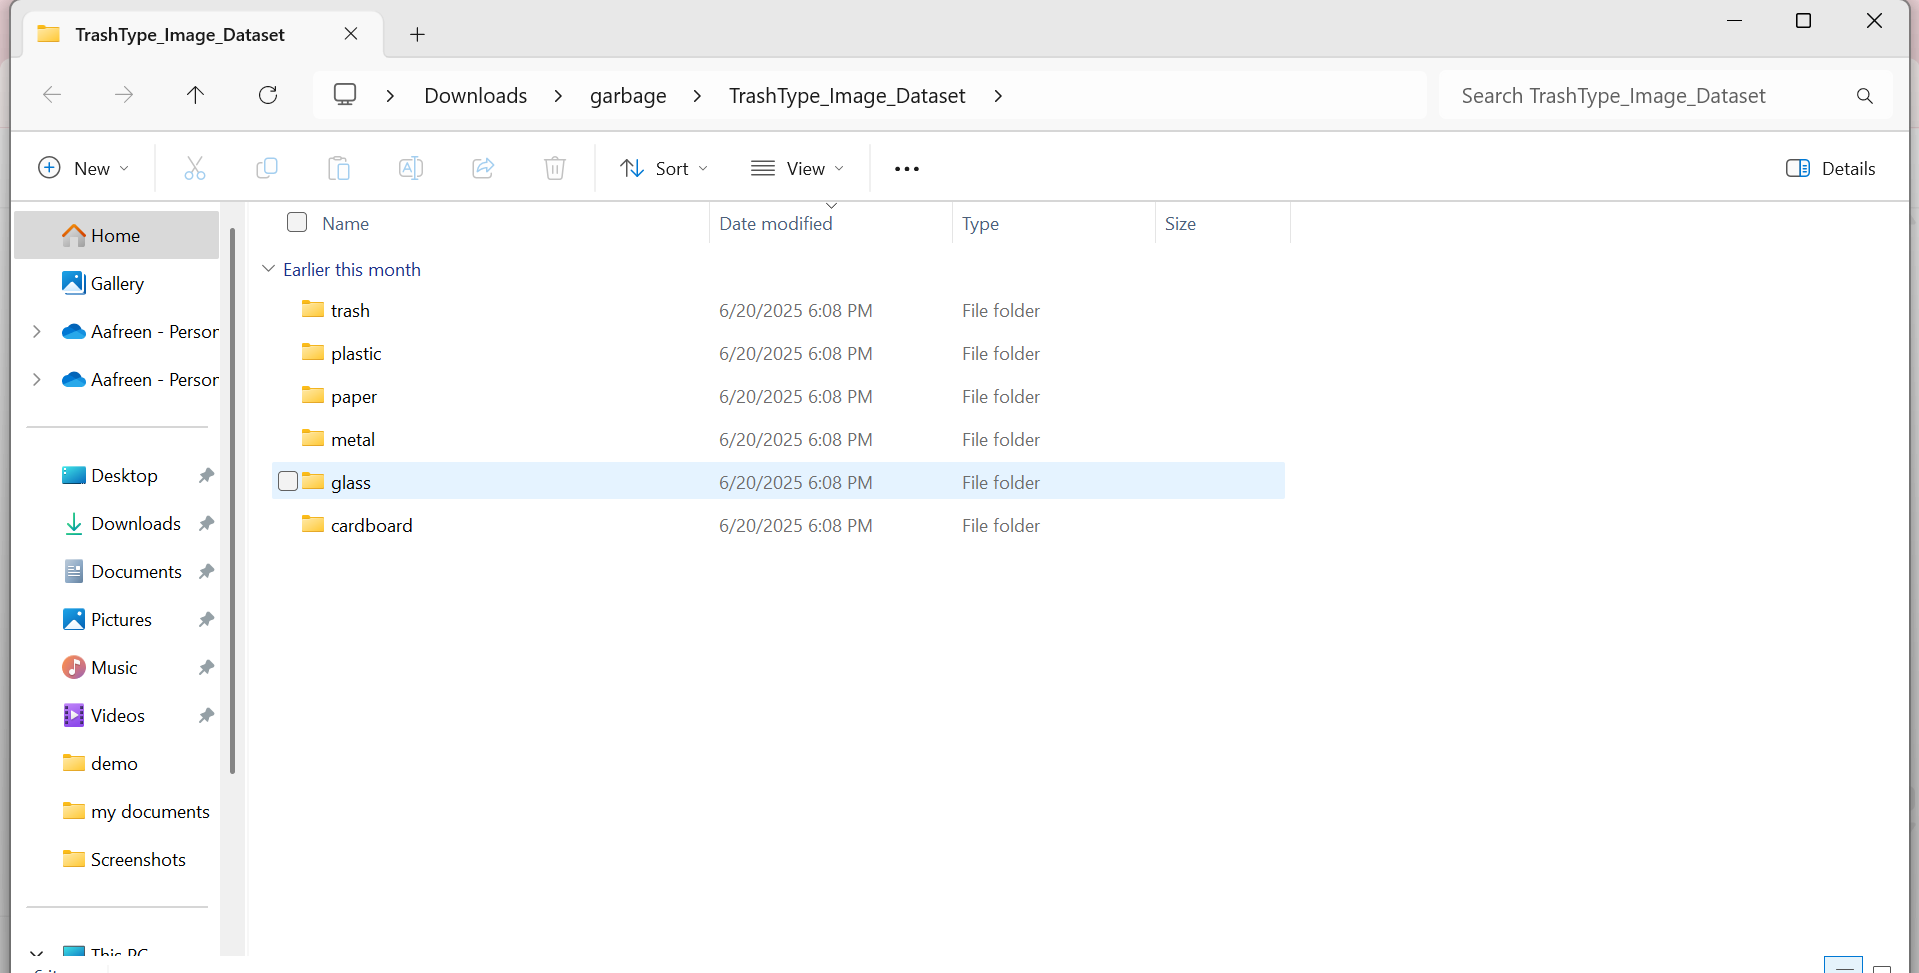 TrashType_Image_Dataset
Downloads garbage TrashType_Image_Dataset
Search TrashType_Image_Dataset
New Sort View Details
Home
Gallery
Aafreen - Person
Aafreen - Person
Desktop
Downloads
Documents
Pictures
Music
Videos
demo
my documents
Screenshots
This PC
Name Date modified Type Size
Earlier this month
trash 6/20/2025 6:08 PM File folder
plastic 6/20/2025 6:08 PM File folder
paper 6/20/2025 6:08 PM File folder
metal 6/20/2025 6:08 PM File folder
glass 6/20/2025 6:08 PM File folder
cardboard 6/20/2025 6:08 PM File folder